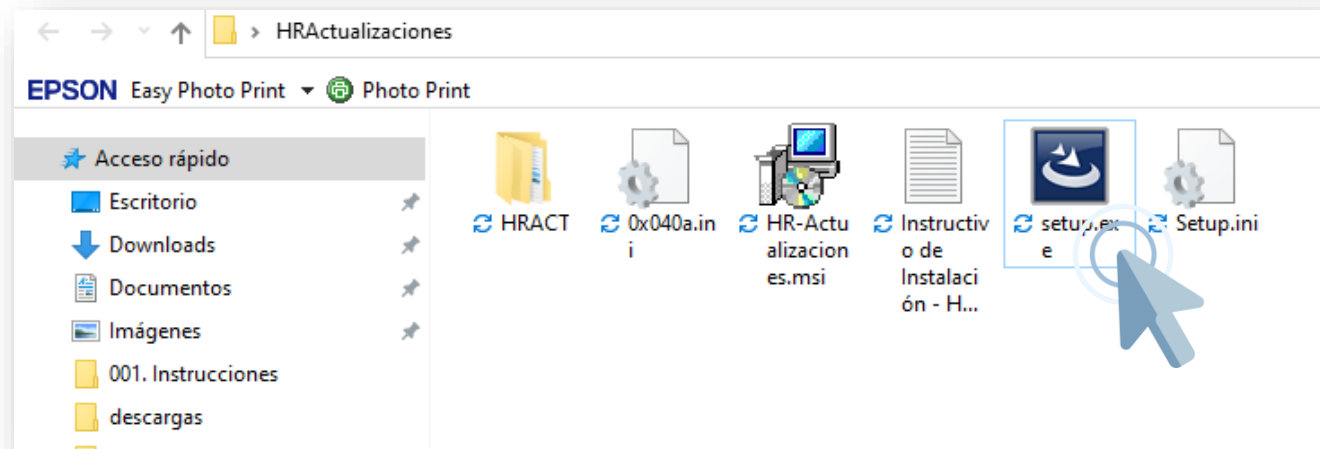 HRActualizaciones
EPSON Easy Photo Print Photo Print
Acceso rápido
Escritorio
Downloads
Documentos
Imágenes
001. Instrucciones
descargas
HRACT
0x040a.in
i
HR-Actu
alizacion
es.msi
Instructiv
o de
Instalaci
ón - H...
setup.ex
e
Setup.ini